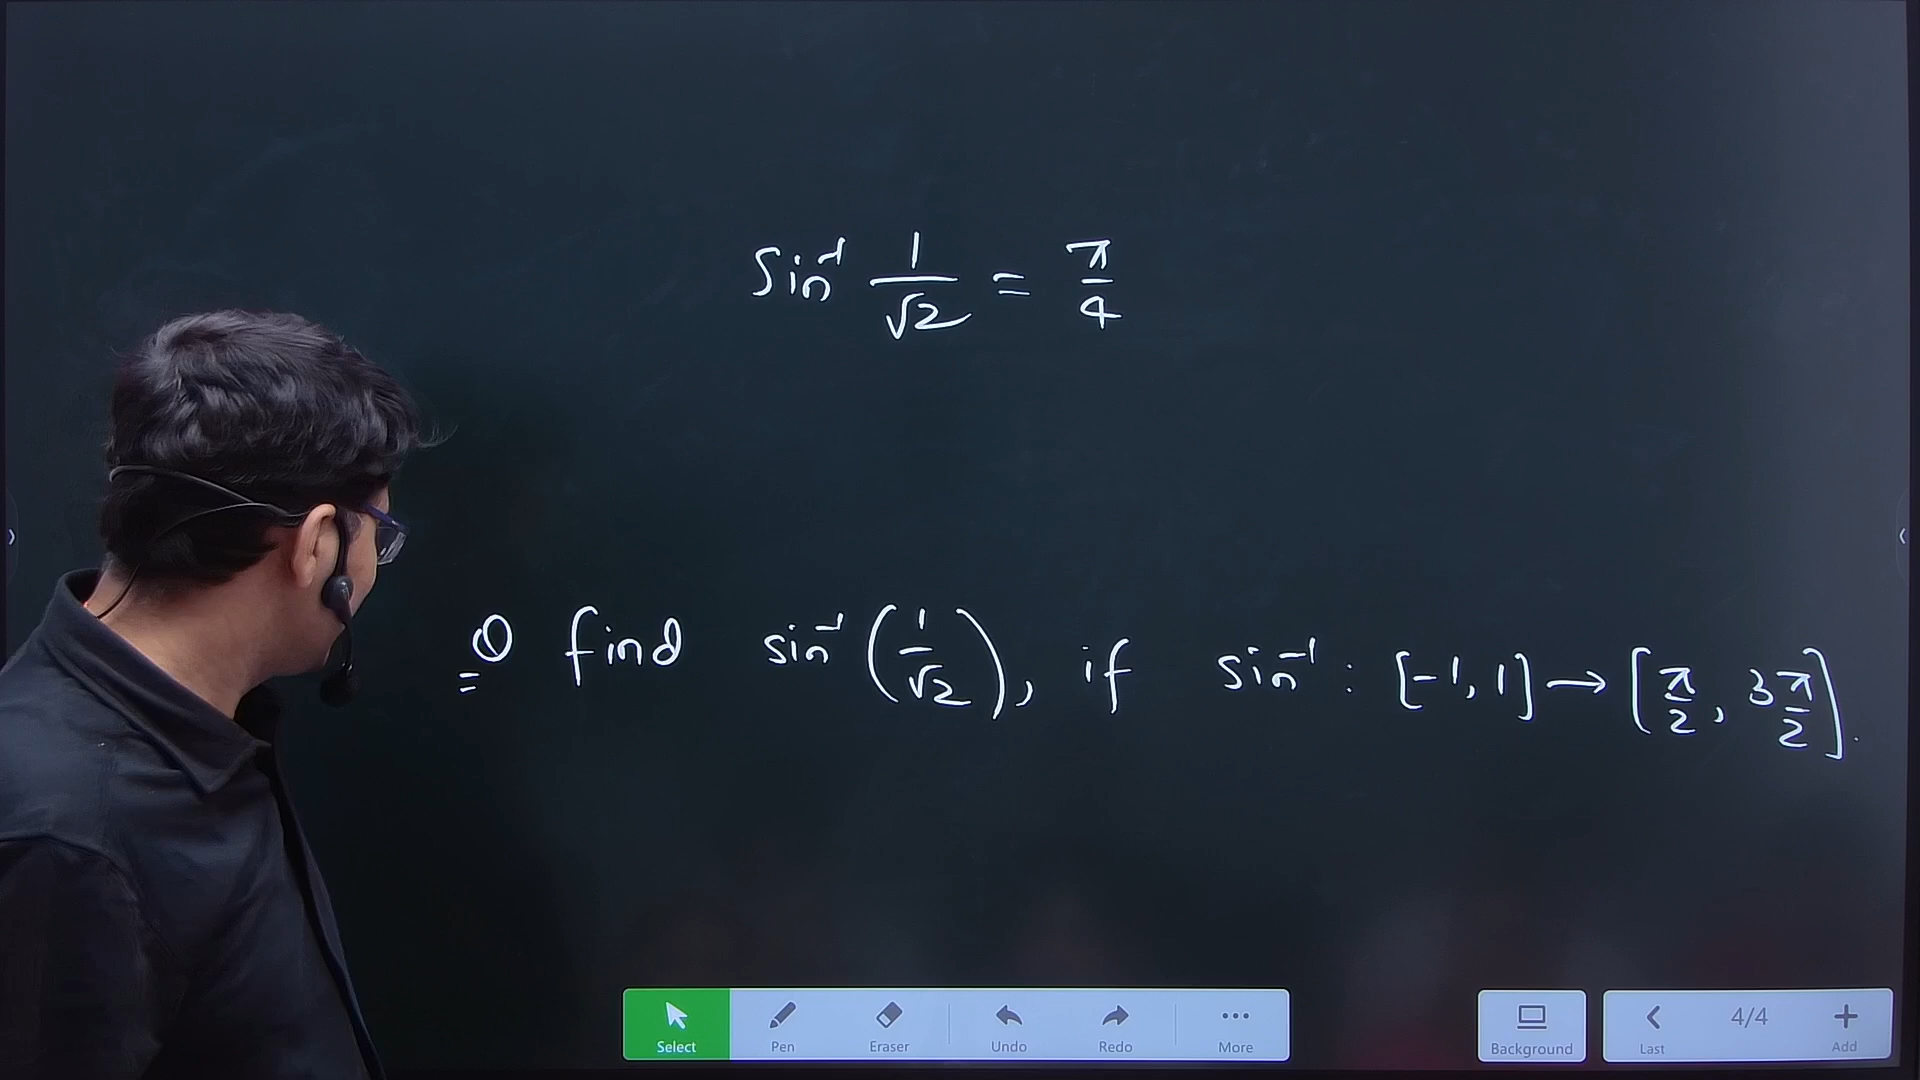 sin⁻¹ 1/√2 = π/4
Q find sin⁻¹ (1/√2), if sin⁻¹ : [-1, 1] → [π/2, 3π/2].
Select Pen Eraser Undo Redo More Background Last 4/4 Add